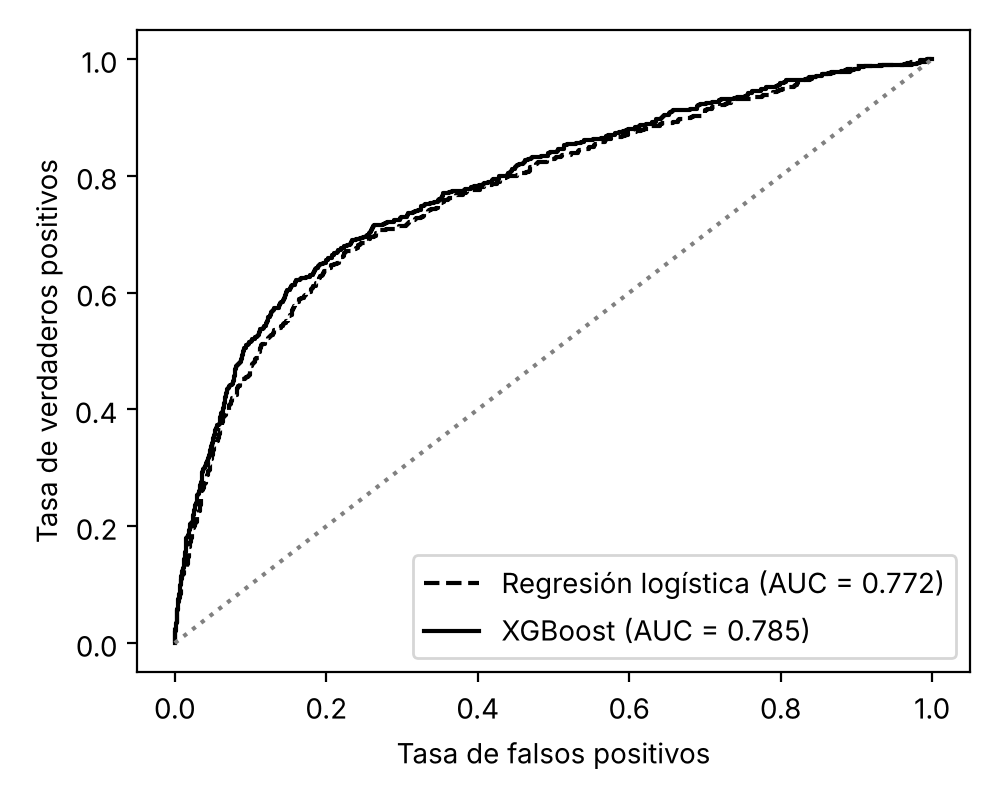 1.0
0.8
0.6
0.4
0.2
0.0
Tasa de verdaderos positivos
Regresión logística (AUC = 0.772)
XGBoost (AUC = 0.785)
0.0 0.2 0.4 0.6 0.8 1.0
Tasa de falsos positivos